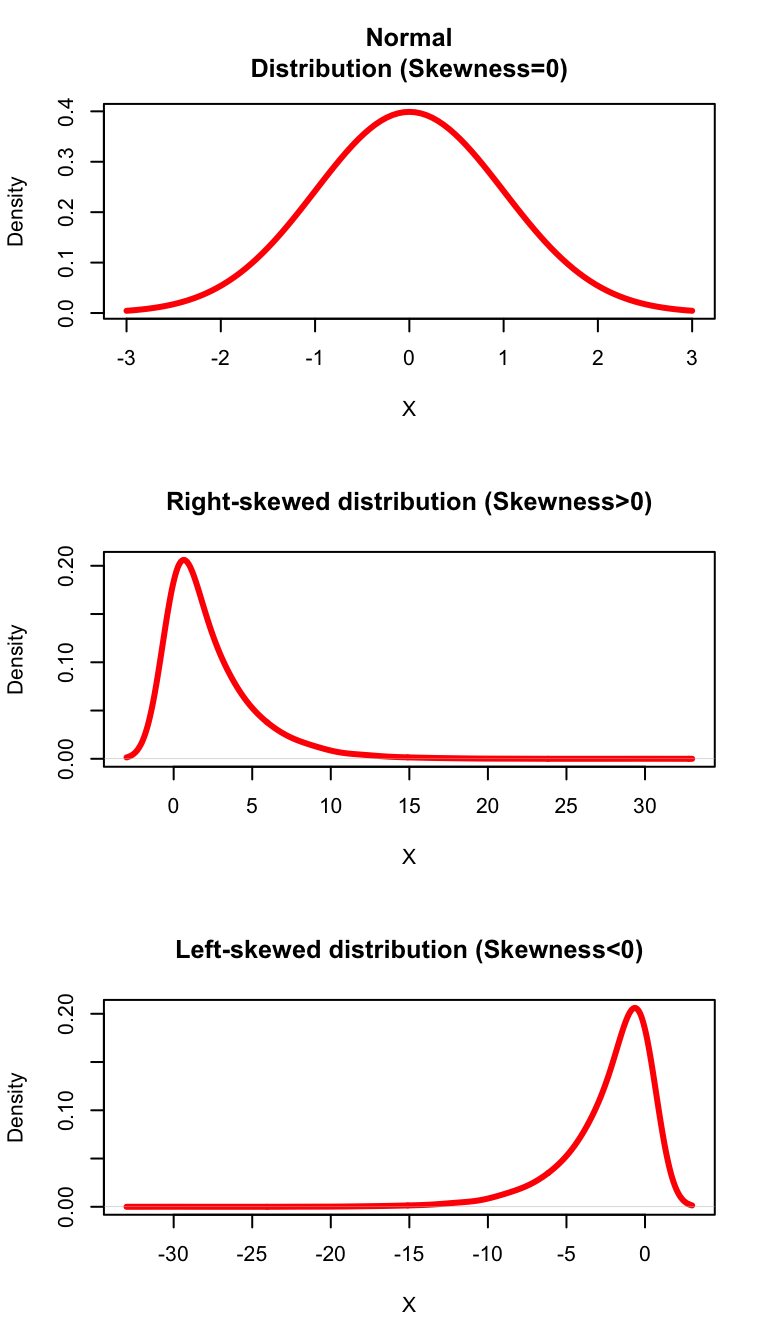 Normal
Distribution (Skewness=0)
Density
0.4
0.3
0.2
0.1
0.0
-3 -2 -1 0 1 2 3
X
Right-skewed distribution (Skewness>0)
Density
0.20
0.10
0.00
0 5 10 15 20 25 30
X
Left-skewed distribution (Skewness<0)
Density
0.20
0.10
0.00
-30 -25 -20 -15 -10 -5 0
X